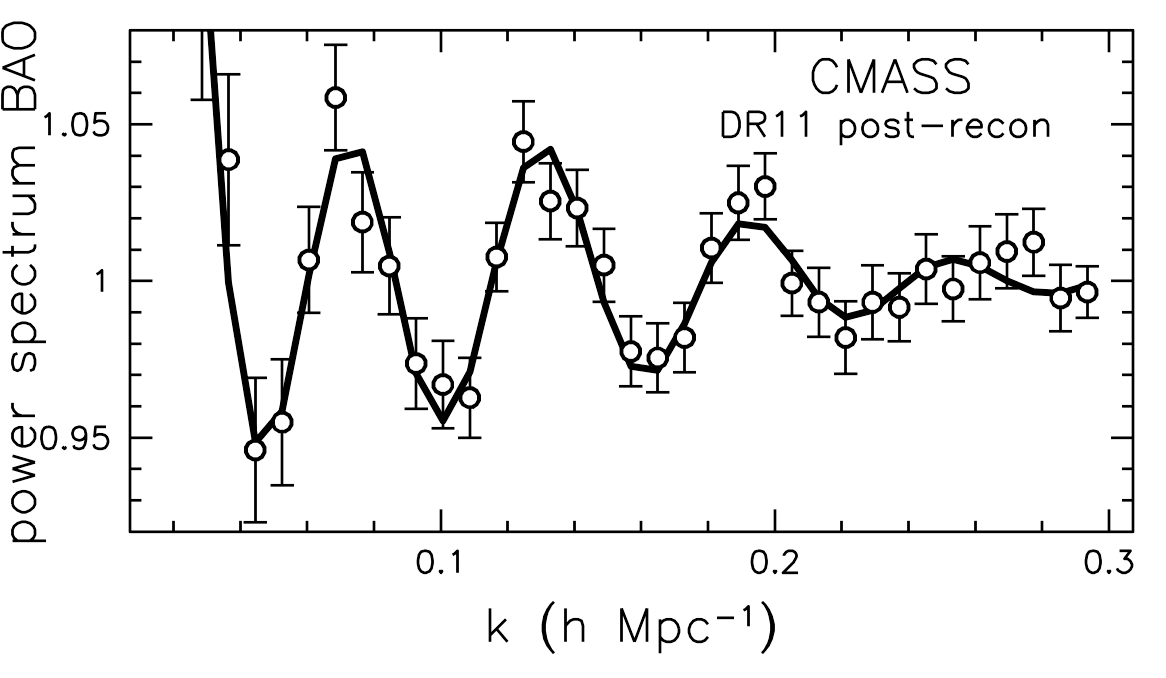 CMASS
DR11 post-recon
power spectrum BAO
1.05
1
0.95
0.1
0.2
0.3
k (h Mpc⁻¹)